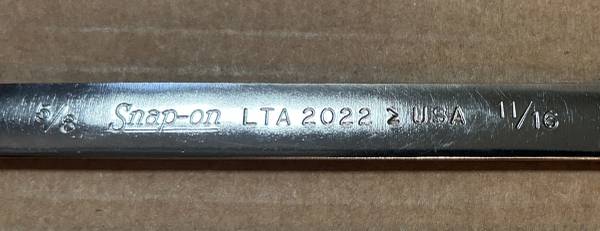 5/8 Snap-on LTA 2022 Σ USA 11/16